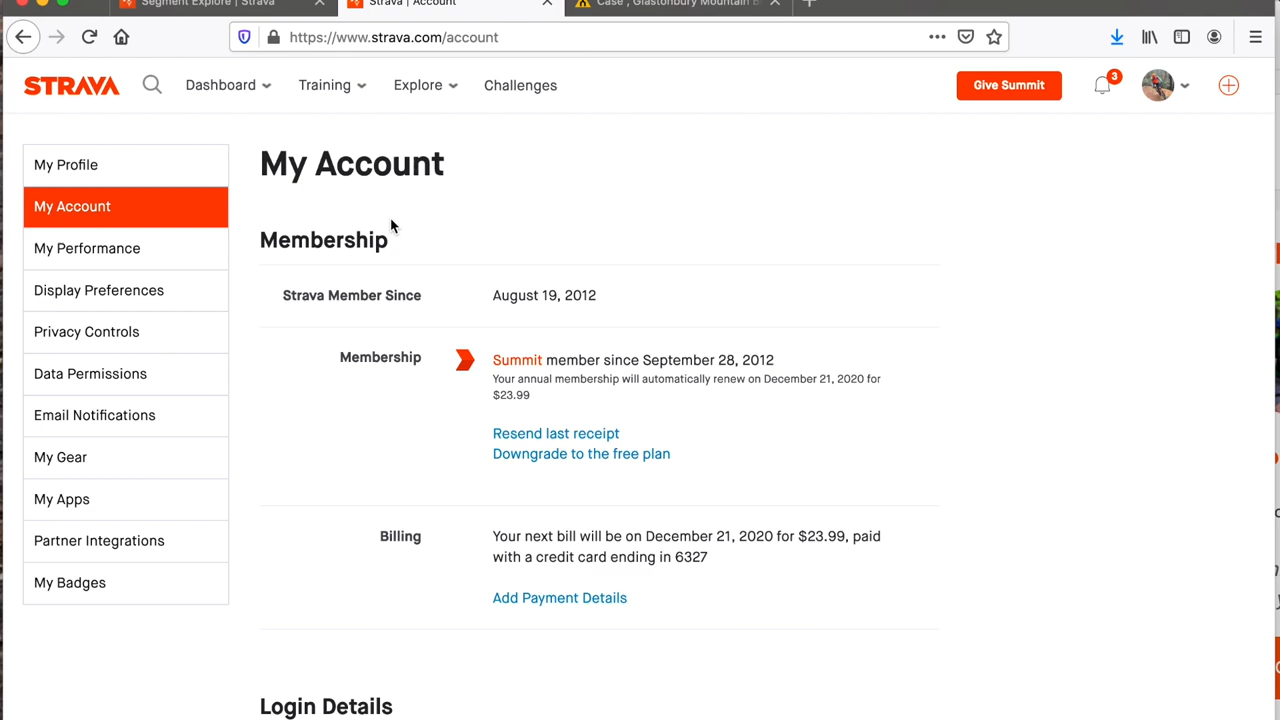 Segment Explore | Strava
Strava | Account
Case , Glastonbury Mountain B
https://www.strava.com/account
STRAVA
Dashboard
Training
Explore
Challenges
Give Summit
3
My Profile
My Account
My Performance
Display Preferences
Privacy Controls
Data Permissions
Email Notifications
My Gear
My Apps
Partner Integrations
My Badges
My Account
Membership
Strava Member Since
August 19, 2012
Membership
Summit member since September 28, 2012
Your annual membership will automatically renew on December 21, 2020 for
$23.99
Resend last receipt
Downgrade to the free plan
Billing
Your next bill will be on December 21, 2020 for $23.99, paid
with a credit card ending in 6327
Add Payment Details
Login Details